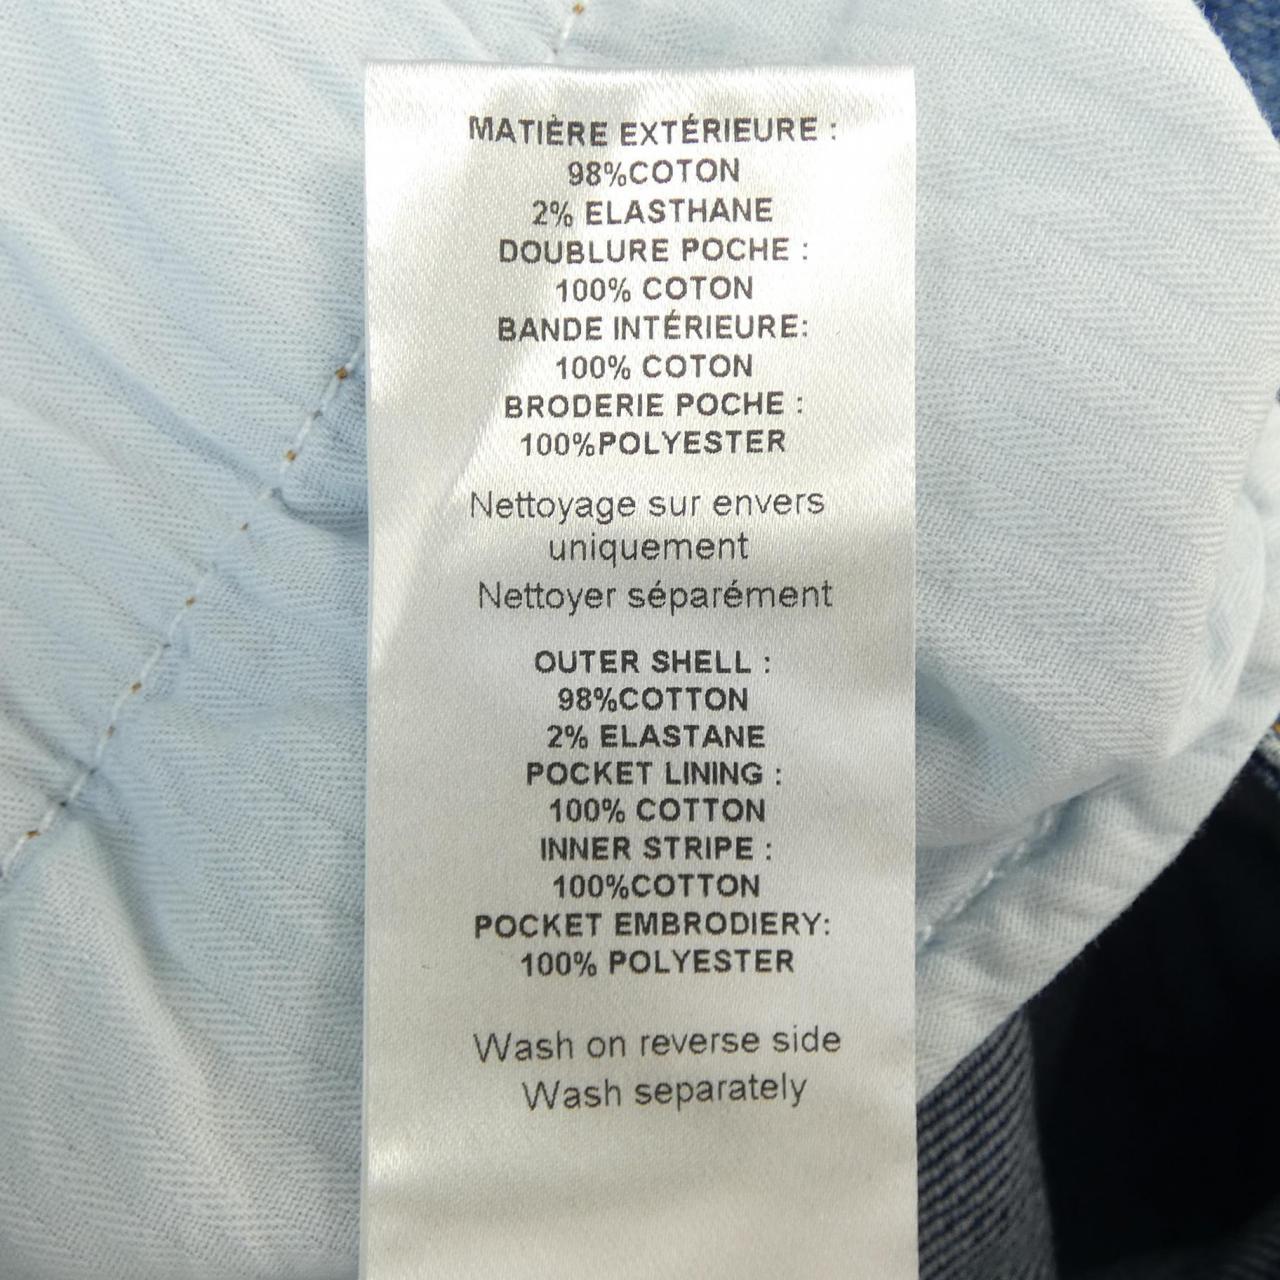 MATIÈRE EXTÉRIEURE :
98%COTON
2% ELASTHANE
DOUBLURE POCHE :
100% COTON
BANDE INTÉRIEURE:
100% COTON
BRODERIE POCHE :
100%POLYESTER
Nettoyage sur envers
uniquement
Nettoyer séparément
OUTER SHELL :
98%COTTON
2% ELASTANE
POCKET LINING :
100% COTTON
INNER STRIPE :
100%COTTON
POCKET EMBRODIERY:
100% POLYESTER
Wash on reverse side
Wash separately